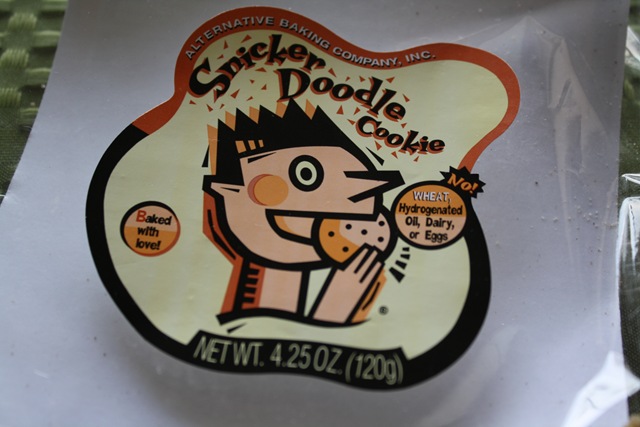 ALTERNATIVE BAKING COMPANY, INC.
Snicker
Doodle
Cookie
No!
WHEAT,
Hydrogenated
Oil, Dairy,
or Eggs
Baked
with
love!
®
NET WT. 4.25 OZ. (120g)